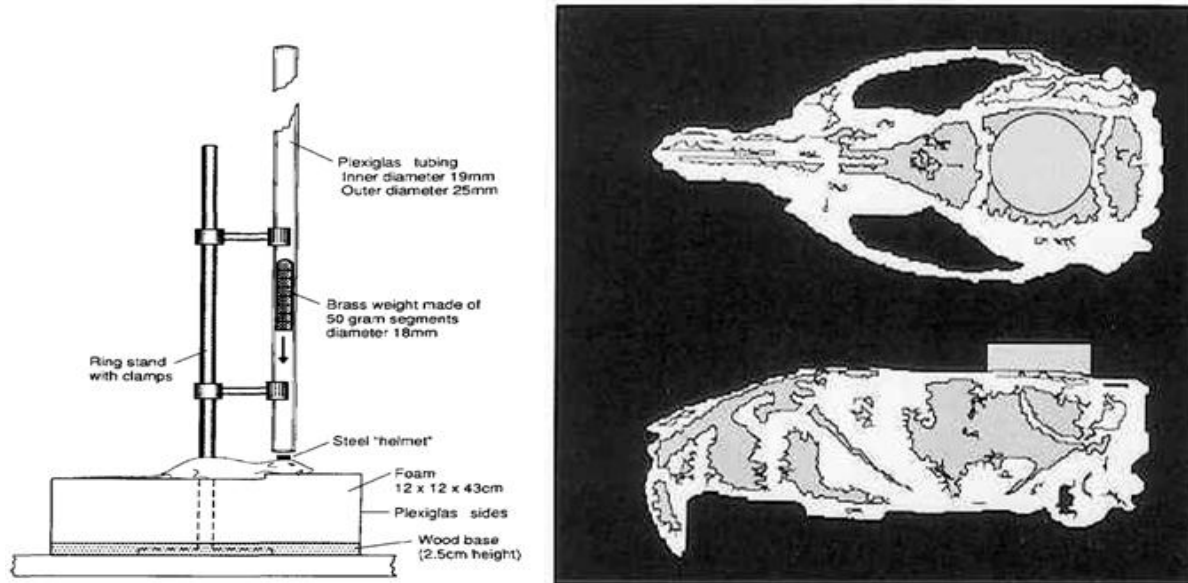 Plexiglas tubing
Inner diameter 19mm
Outer diameter 25mm
Brass weight made of
50 gram segments
diameter 18mm
Ring stand
with clamps
Steel "helmet"
Foam
12 x 12 x 43cm
Plexiglas sides
Wood base
(2.5cm height)